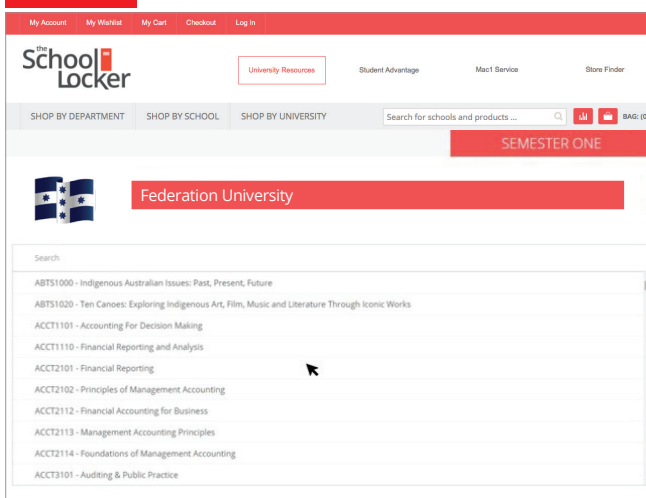 My Account My Wishlist My Cart Checkout Log In
the School Locker
University Resources Student Advantage Mac1 Service Store Finder
SHOP BY DEPARTMENT SHOP BY SCHOOL SHOP BY UNIVERSITY Search for schools and products ... BAG: (0
SEMESTER ONE
Federation University
Search
ABTS1000 - Indigenous Australian Issues: Past, Present, Future
ABTS1020 - Ten Canoes: Exploring Indigenous Art, Film, Music and Literature Through Iconic Works
ACCT1101 - Accounting For Decision Making
ACCT1110 - Financial Reporting and Analysis
ACCT2101 - Financial Reporting
ACCT2102 - Principles of Management Accounting
ACCT2112 - Financial Accounting for Business
ACCT2113 - Management Accounting Principles
ACCT2114 - Foundations of Management Accounting
ACCT3101 - Auditing & Public Practice